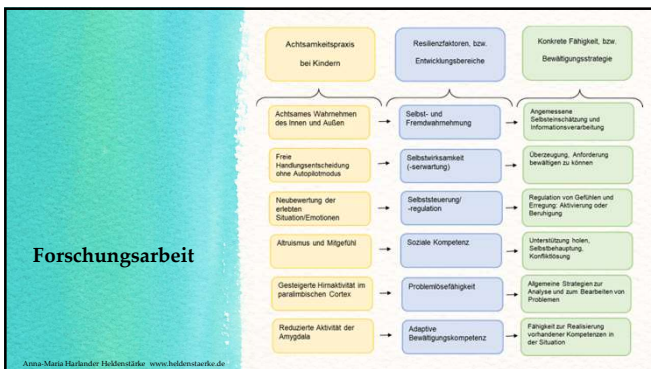 Achtsamkeitspraxis
bei Kindern
Resilienzfaktoren, bzw.
Entwicklungsbereiche
Konkrete Fähigkeit, bzw.
Bewältigungsstrategie
Achtsames Wahrnehmen
des Innen und Außen
Selbst- und
Fremdwahrnehmung
Angemessene
Selbsteinschätzung und
Informationsverarbeitung
Freie
Handlungsentscheidung
ohne Autopilotmodus
Selbstwirksamkeit
(-serwartung)
Überzeugung, Anforderung
bewältigen zu können
Neubewertung der
erlebten
Situation/Emotionen
Selbststeuerung/
-regulation
Regulation von Gefühlen und
Erregung: Aktivierung oder
Beruhigung
Forschungsarbeit
Altruismus und Mitgefühl
Soziale Kompetenz
Unterstützung holen,
Selbstbehauptung,
Konfliktlösung
Gesteigerte Hirnaktivität im
paralimbischen Cortex
Problemlösefähigkeit
Allgemeine Strategien zur
Analyse und zum Bearbeiten von
Problemen
Reduzierte Aktivität der
Amygdala
Adaptive
Bewältigungskompetenz
Fähigkeit zur Realisierung
vorhandener Kompetenzen in
der Situation
Anna-Maria Harlander Heldenstärke www.heldenstaerke.de